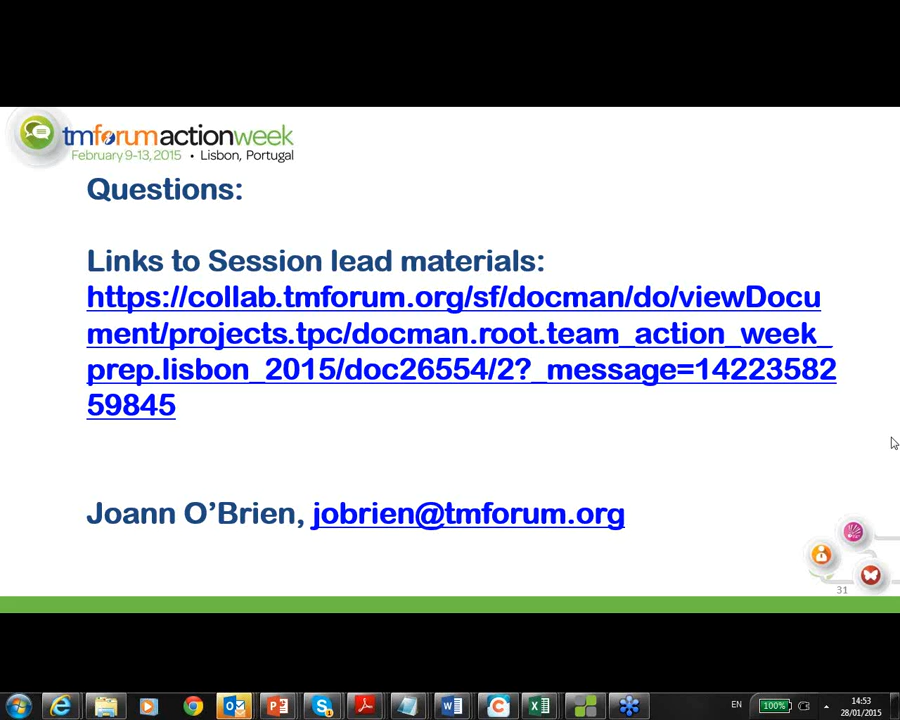 tmforumactionweek
February 9-13, 2015 • Lisbon, Portugal
Questions:
Links to Session lead materials:
https://collab.tmforum.org/sf/docman/do/viewDocu
ment/projects.tpc/docman.root.team_action_week_
prep.lisbon_2015/doc26554/2?_message=14223582
59845
Joann O’Brien, jobrien@tmforum.org
31
EN
100%
14:53
28/01/2015